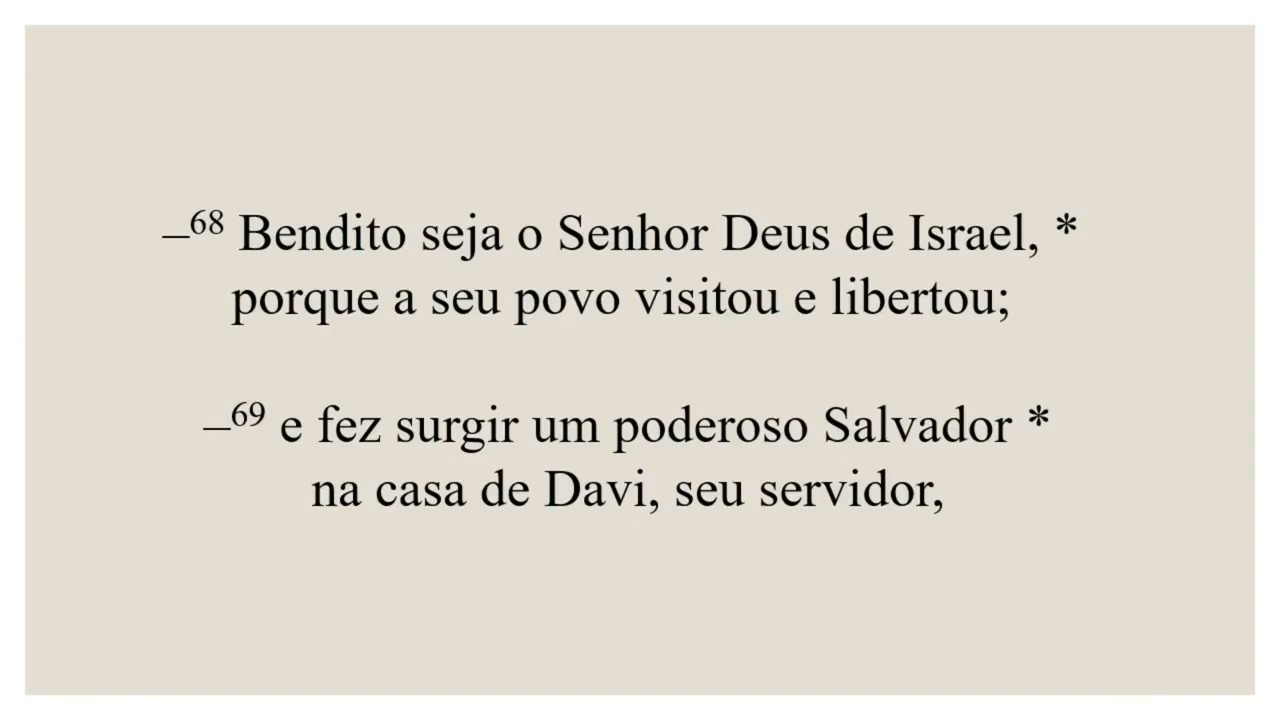 –68 Bendito seja o Senhor Deus de Israel, *
porque a seu povo visitou e libertou;
–69 e fez surgir um poderoso Salvador *
na casa de Davi, seu servidor,